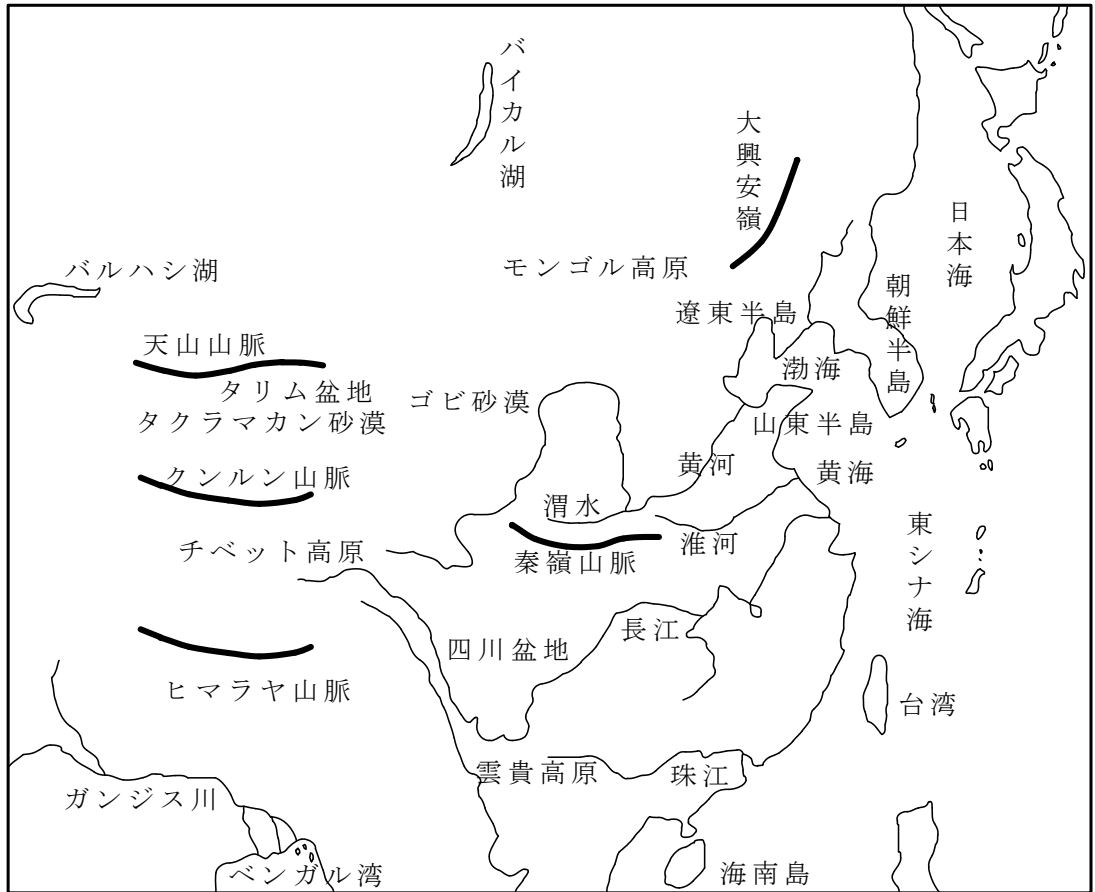 バイカル湖
大興安嶺
日本海
バルハシ湖
モンゴル高原
朝鮮半島
遼東半島
天山山脈
渤海
タリム盆地
ゴビ砂漠
タクラマカン砂漠
山東半島
黄河
クンルン山脈
黄海
渭水
東シナ海
淮河
チベット高原
秦嶺山脈
長江
四川盆地
ヒマラヤ山脈
台湾
雲貴高原
珠江
ガンジス川
ベンガル湾
海南島